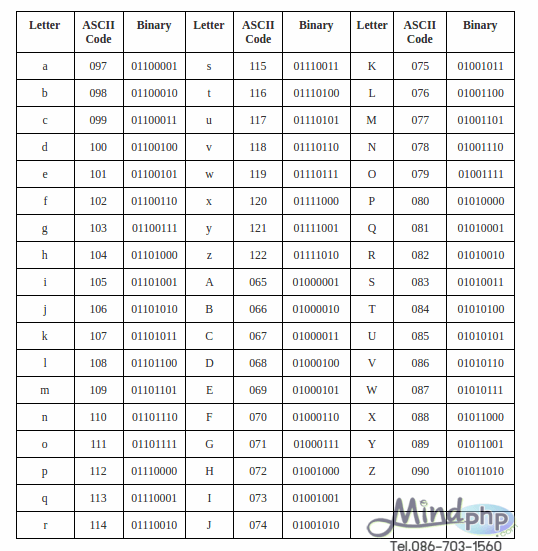 Letter ASCII Code Binary Letter ASCII Code Binary Letter ASCII Code Binary
a 097 01100001 s 115 01110011 K 075 01001011
b 098 01100010 t 116 01110100 L 076 01001100
c 099 01100011 u 117 01110101 M 077 01001101
d 100 01100100 v 118 01110110 N 078 01001110
e 101 01100101 w 119 01110111 O 079 01001111
f 102 01100110 x 120 01111000 P 080 01010000
g 103 01100111 y 121 01111001 Q 081 01010001
h 104 01101000 z 122 01111010 R 082 01010010
i 105 01101001 A 065 01000001 S 083 01010011
j 106 01101010 B 066 01000010 T 084 01010100
k 107 01101011 C 067 01000011 U 085 01010101
l 108 01101100 D 068 01000100 V 086 01010110
m 109 01101101 E 069 01000101 W 087 01010111
n 110 01101110 F 070 01000110 X 088 01011000
o 111 01101111 G 071 01000111 Y 089 01011001
p 112 01110000 H 072 01001000 Z 090 01011010
q 113 01110001 I 073 01001001
r 114 01110010 J 074 01001010
Mindphp
Tel.086-703-1560